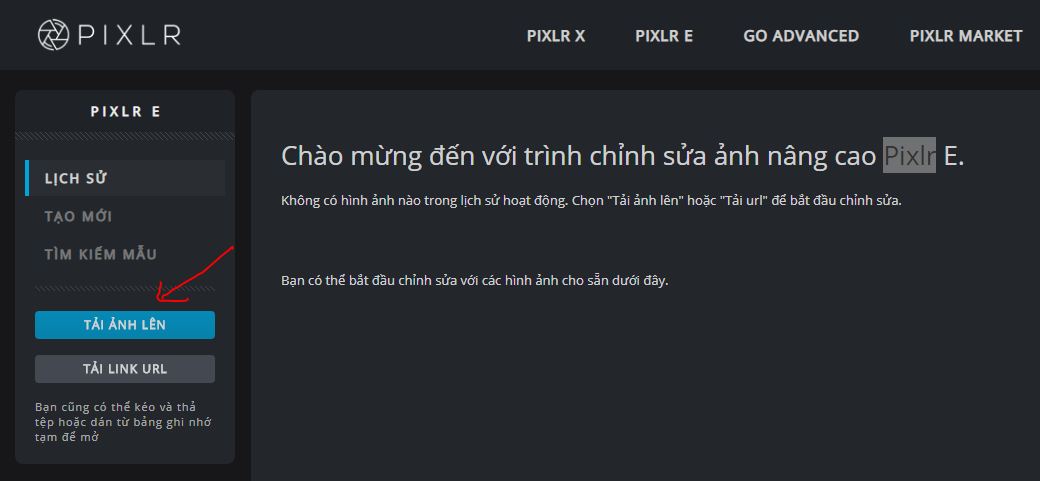 PIXLR
PIXLR X
PIXLR E
GO ADVANCED
PIXLR MARKET
PIXLR E
LỊCH SỬ
TẠO MỚI
TÌM KIẾM MẪU
TẢI ẢNH LÊN
TẢI LINK URL
Bạn cũng có thể kéo và thả
tệp hoặc dán từ bảng ghi nhớ
tạm để mở
Chào mừng đến với trình chỉnh sửa ảnh nâng cao Pixlr E.
Không có hình ảnh nào trong lịch sử hoạt động. Chọn "Tải ảnh lên" hoặc "Tải url" để bắt đầu chỉnh sửa.
Bạn có thể bắt đầu chỉnh sửa với các hình ảnh cho sẵn dưới đây.